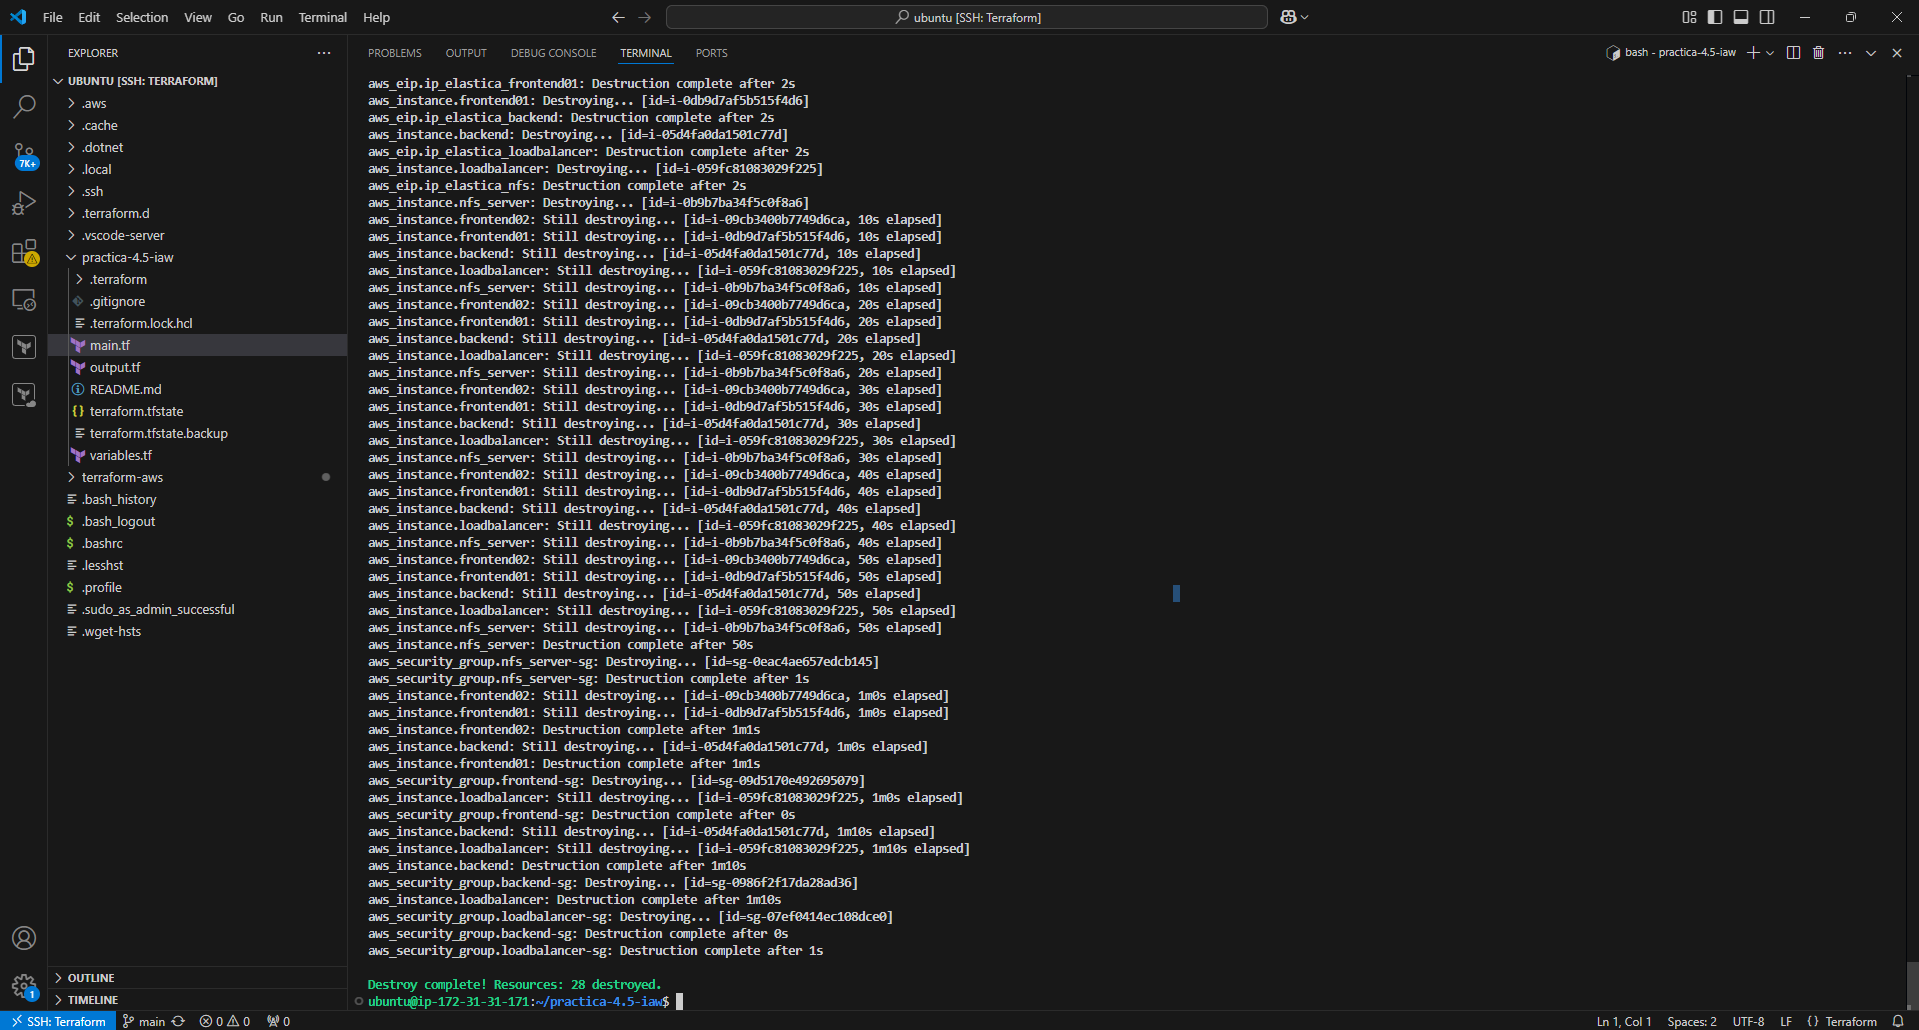 File Edit Selection View Go Run Terminal Help
ubuntu [SSH: Terraform]
EXPLORER
UBUNTU [SSH: TERRAFORM]
.aws
.cache
.dotnet
.local
.ssh
.terraform.d
.vscode-server
practica-4.5-iaw
.terraform
.gitignore
.terraform.lock.hcl
main.tf
output.tf
README.md
terraform.tfstate
terraform.tfstate.backup
variables.tf
terraform-aws
.bash_history
.bash_logout
.bashrc
.lesshst
.profile
.sudo_as_admin_successful
.wget-hsts
OUTLINE
TIMELINE
7K+
1
PROBLEMS OUTPUT DEBUG CONSOLE TERMINAL PORTS
bash - practica-4.5-iaw
aws_eip.ip_elastica_frontend01: Destruction complete after 2s
aws_instance.frontend01: Destroying... [id=i-0db9d7af5b515f4d6]
aws_eip.ip_elastica_backend: Destruction complete after 2s
aws_instance.backend: Destroying... [id=i-05d4fa0da1501c77d]
aws_eip.ip_elastica_loadbalancer: Destruction complete after 2s
aws_instance.loadbalancer: Destroying... [id=i-059fc81083029f225]
aws_eip.ip_elastica_nfs: Destruction complete after 2s
aws_instance.nfs_server: Destroying... [id=i-0b9b7ba34f5c0f8a6]
aws_instance.frontend02: Still destroying... [id=i-09cb3400b7749d6ca, 10s elapsed]
aws_instance.frontend01: Still destroying... [id=i-0db9d7af5b515f4d6, 10s elapsed]
aws_instance.backend: Still destroying... [id=i-05d4fa0da1501c77d, 10s elapsed]
aws_instance.loadbalancer: Still destroying... [id=i-059fc81083029f225, 10s elapsed]
aws_instance.nfs_server: Still destroying... [id=i-0b9b7ba34f5c0f8a6, 10s elapsed]
aws_instance.frontend02: Still destroying... [id=i-09cb3400b7749d6ca, 20s elapsed]
aws_instance.frontend01: Still destroying... [id=i-0db9d7af5b515f4d6, 20s elapsed]
aws_instance.backend: Still destroying... [id=i-05d4fa0da1501c77d, 20s elapsed]
aws_instance.loadbalancer: Still destroying... [id=i-059fc81083029f225, 20s elapsed]
aws_instance.nfs_server: Still destroying... [id=i-0b9b7ba34f5c0f8a6, 20s elapsed]
aws_instance.frontend02: Still destroying... [id=i-09cb3400b7749d6ca, 30s elapsed]
aws_instance.frontend01: Still destroying... [id=i-0db9d7af5b515f4d6, 30s elapsed]
aws_instance.backend: Still destroying... [id=i-05d4fa0da1501c77d, 30s elapsed]
aws_instance.loadbalancer: Still destroying... [id=i-059fc81083029f225, 30s elapsed]
aws_instance.nfs_server: Still destroying... [id=i-0b9b7ba34f5c0f8a6, 30s elapsed]
aws_instance.frontend02: Still destroying... [id=i-09cb3400b7749d6ca, 40s elapsed]
aws_instance.frontend01: Still destroying... [id=i-0db9d7af5b515f4d6, 40s elapsed]
aws_instance.backend: Still destroying... [id=i-05d4fa0da1501c77d, 40s elapsed]
aws_instance.loadbalancer: Still destroying... [id=i-059fc81083029f225, 40s elapsed]
aws_instance.nfs_server: Still destroying... [id=i-0b9b7ba34f5c0f8a6, 40s elapsed]
aws_instance.frontend02: Still destroying... [id=i-09cb3400b7749d6ca, 50s elapsed]
aws_instance.frontend01: Still destroying... [id=i-0db9d7af5b515f4d6, 50s elapsed]
aws_instance.backend: Still destroying... [id=i-05d4fa0da1501c77d, 50s elapsed]
aws_instance.loadbalancer: Still destroying... [id=i-059fc81083029f225, 50s elapsed]
aws_instance.nfs_server: Still destroying... [id=i-0b9b7ba34f5c0f8a6, 50s elapsed]
aws_instance.nfs_server: Destruction complete after 50s
aws_security_group.nfs_server-sg: Destroying... [id=sg-0eac4ae657edcb145]
aws_security_group.nfs_server-sg: Destruction complete after 1s
aws_instance.frontend02: Still destroying... [id=i-09cb3400b7749d6ca, 1m0s elapsed]
aws_instance.frontend01: Still destroying... [id=i-0db9d7af5b515f4d6, 1m0s elapsed]
aws_instance.frontend02: Destruction complete after 1m1s
aws_instance.backend: Still destroying... [id=i-05d4fa0da1501c77d, 1m0s elapsed]
aws_instance.frontend01: Destruction complete after 1m1s
aws_security_group.frontend-sg: Destroying... [id=sg-09d5170e492695079]
aws_instance.loadbalancer: Still destroying... [id=i-059fc81083029f225, 1m0s elapsed]
aws_security_group.frontend-sg: Destruction complete after 0s
aws_instance.backend: Still destroying... [id=i-05d4fa0da1501c77d, 1m10s elapsed]
aws_instance.loadbalancer: Still destroying... [id=i-059fc81083029f225, 1m10s elapsed]
aws_instance.backend: Destruction complete after 1m10s
aws_security_group.backend-sg: Destroying... [id=sg-0986f2f17da28ad36]
aws_instance.loadbalancer: Destruction complete after 1m10s
aws_security_group.loadbalancer-sg: Destroying... [id=sg-07ef0414ec108dce0]
aws_security_group.backend-sg: Destruction complete after 0s
aws_security_group.loadbalancer-sg: Destruction complete after 1s
Destroy complete! Resources: 28 destroyed.
ubuntu@ip-172-31-31-171:~/practica-4.5-iaw$
SSH: Terraform main 0 0 0 Ln 1, Col 1 Spaces: 2 UTF-8 LF {} Terraform